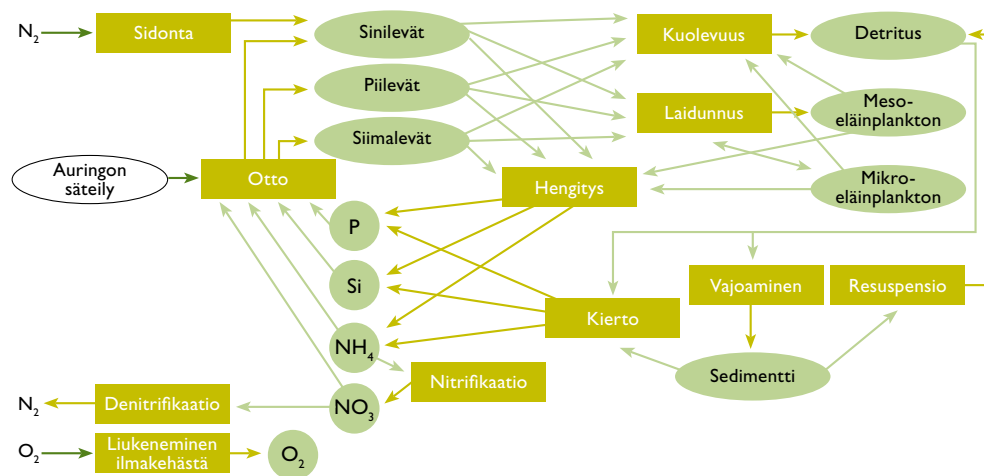 N₂
Sidonta
Sinilevät
Kuolevuus
Detritus
Piilevät
Laidunnus
Meso-
eläinplankton
Siimalevät
Auringon
säteily
Otto
Hengitys
Mikro-
eläinplankton
P
Si
Vajoaminen
Resuspensio
Kierto
NH₄
Nitrifikaatio
Sedimentti
N₂
Denitrifikaatio
NO₃
O₂
Liukeneminen
ilmakehästä
O₂